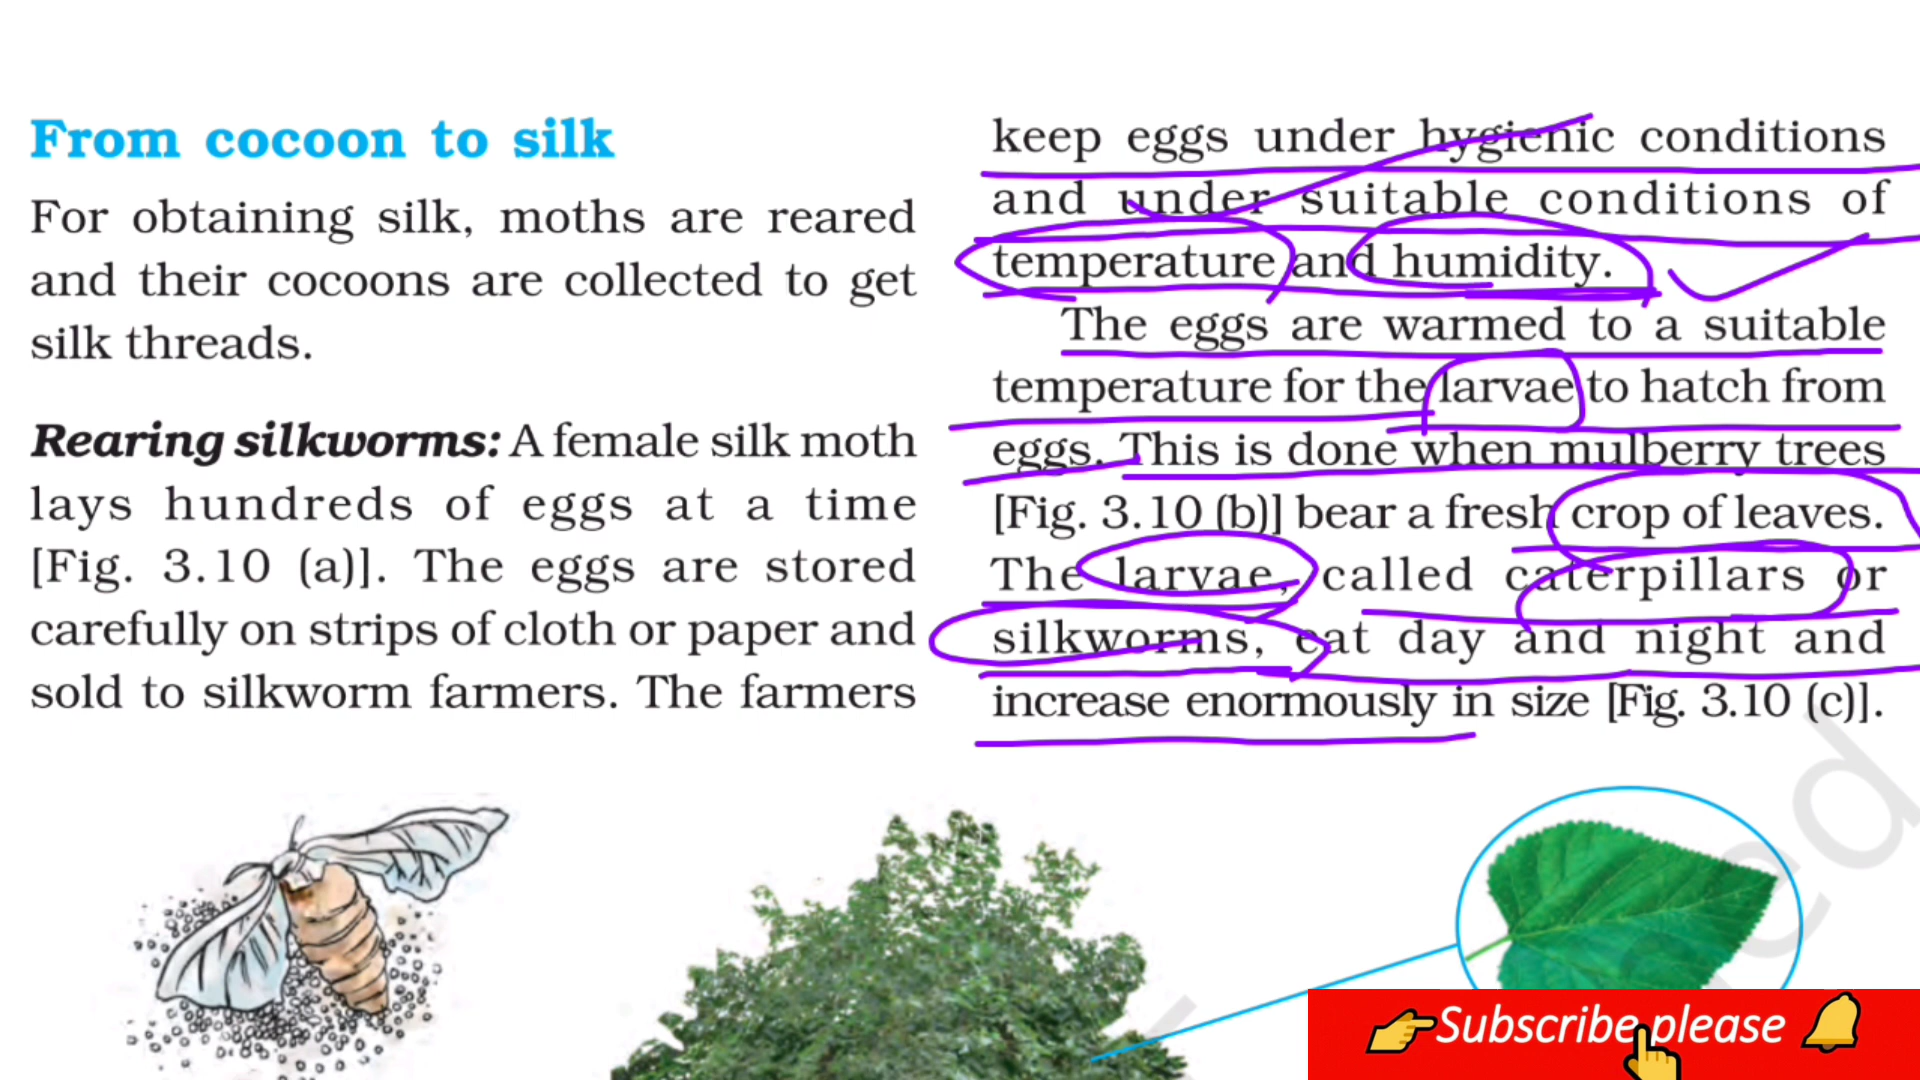 From cocoon to silk
For obtaining silk, moths are reared
and their cocoons are collected to get
silk threads.
Rearing silkworms: A female silk moth
lays hundreds of eggs at a time
[Fig. 3.10 (a)]. The eggs are stored
carefully on strips of cloth or paper and
sold to silkworm farmers. The farmers
keep eggs under hygienic conditions
and under suitable conditions of
temperature and humidity.
The eggs are warmed to a suitable
temperature for the larvae to hatch from
eggs. This is done when mulberry trees
[Fig. 3.10 (b)] bear a fresh crop of leaves.
The larvae, called caterpillars or
silkworms, eat day and night and
increase enormously in size [Fig. 3.10 (c)].
Subscribe please